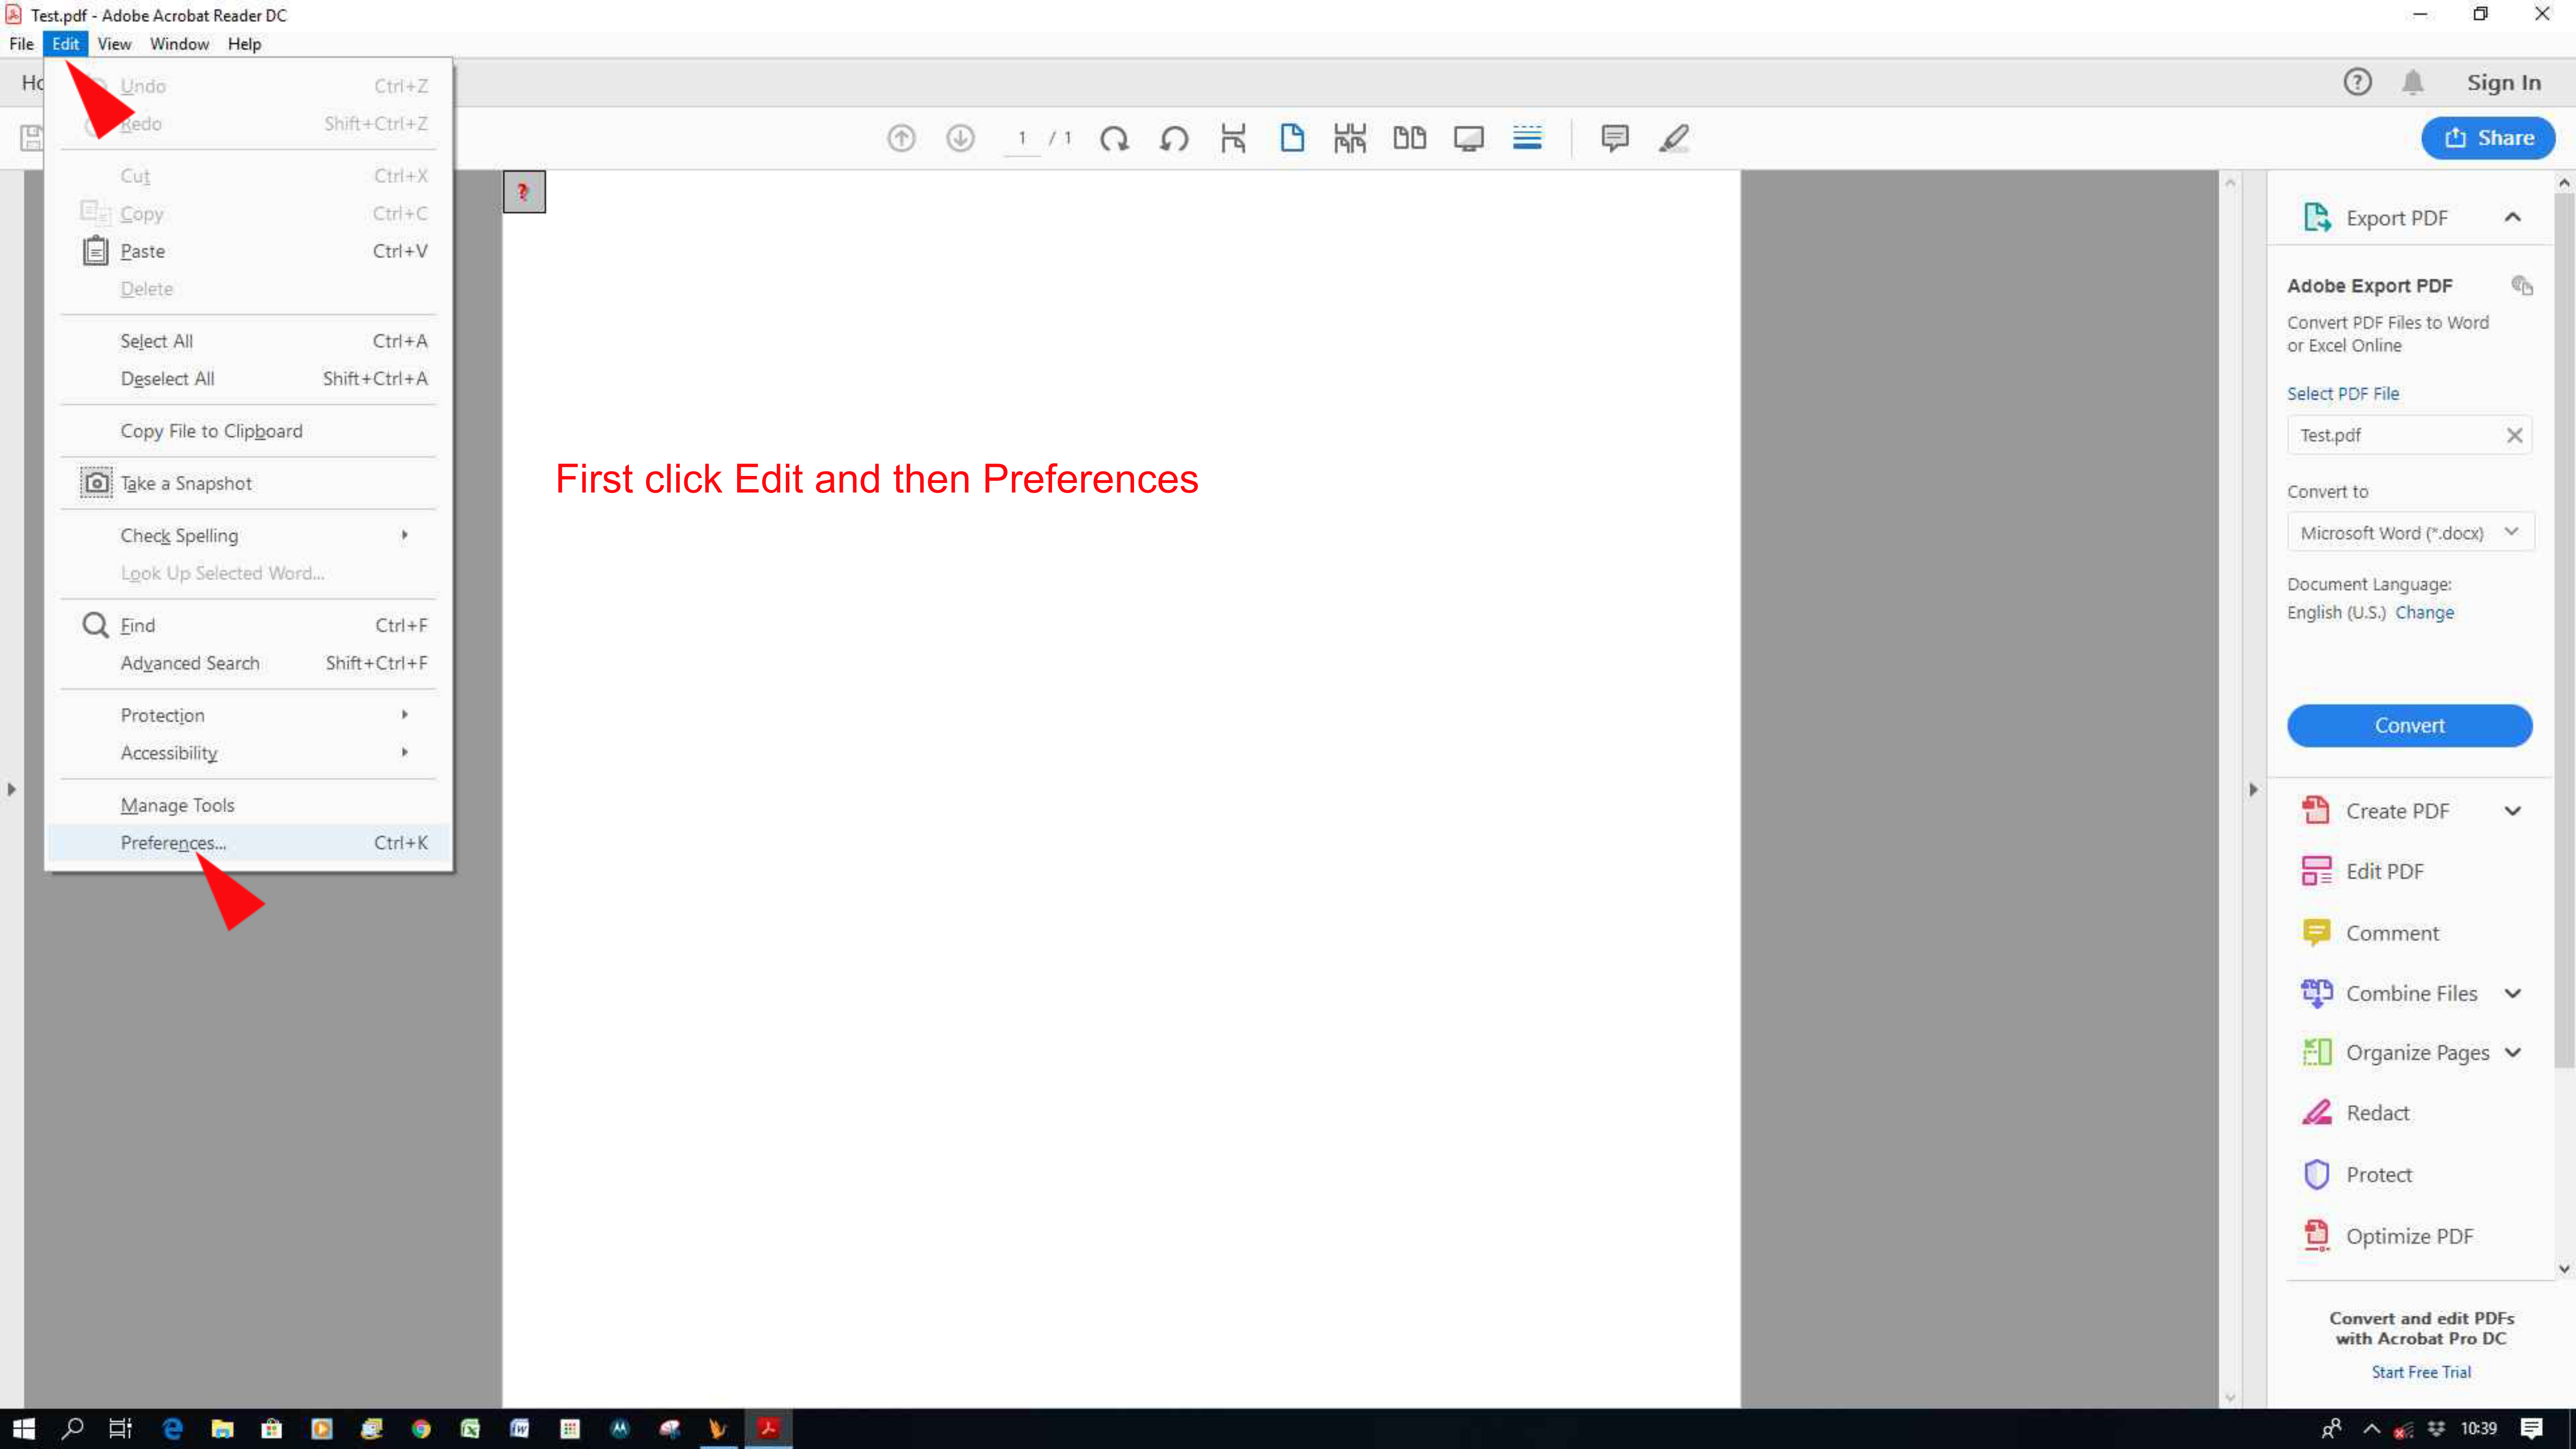 Test.pdf - Adobe Acrobat Reader DC
File Edit View Window Help
Sign In
Undo Ctrl+Z
Redo Shift+Ctrl+Z
1 / 1
Share
Cut Ctrl+X
Copy Ctrl+C
Paste Ctrl+V
Delete
Select All Ctrl+A
Deselect All Shift+Ctrl+A
Copy File to Clipboard
Take a Snapshot
Check Spelling
Look Up Selected Word...
Find Ctrl+F
Advanced Search Shift+Ctrl+F
Protection
Accessibility
Manage Tools
Preferences... Ctrl+K
?
First click Edit and then Preferences
Export PDF
Adobe Export PDF
Convert PDF Files to Word
or Excel Online
Select PDF File
Test.pdf
Convert to
Microsoft Word (*.docx)
Document Language:
English (U.S.) Change
Convert
Create PDF
Edit PDF
Comment
Combine Files
Organize Pages
Redact
Protect
Optimize PDF
Convert and edit PDFs
with Acrobat Pro DC
Start Free Trial
10:39